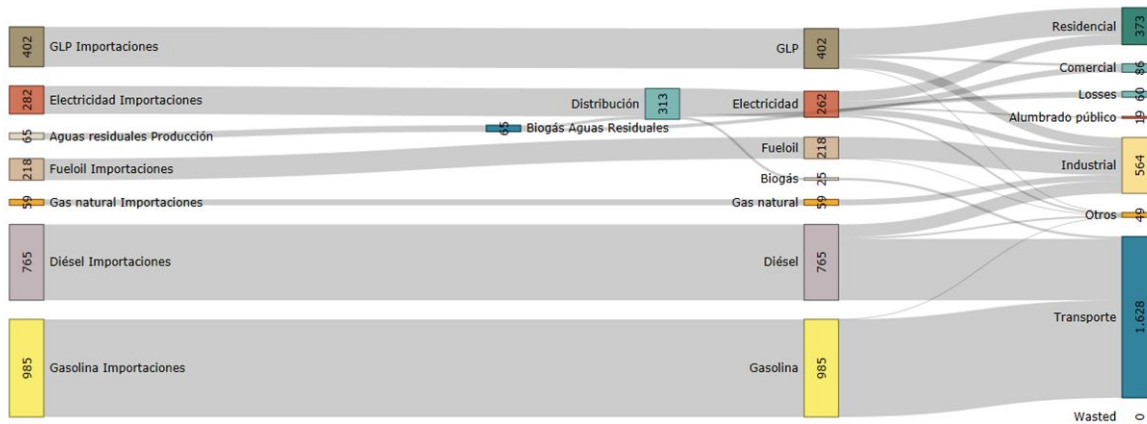 402 GLP Importaciones
GLP 402
Residencial 373
Comercial 86
282 Electricidad Importaciones
Distribución 313
Electricidad 262
Losses 60
Alumbrado público 19
65 Aguas residuales Producción
65 Biogás Aguas Residuales
Fueloil 218
218 Fueloil Importaciones
Industrial 564
Biogás 25
59 Gas natural Importaciones
Gas natural 59
Otros 49
765 Diésel Importaciones
Diésel 765
Transporte 1.628
985 Gasolina Importaciones
Gasolina 985
Wasted 0